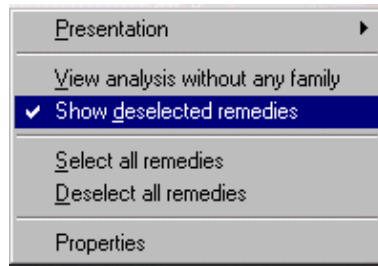 Presentation
View analysis without any family
Show deselected remedies
Select all remedies
Deselect all remedies
Properties